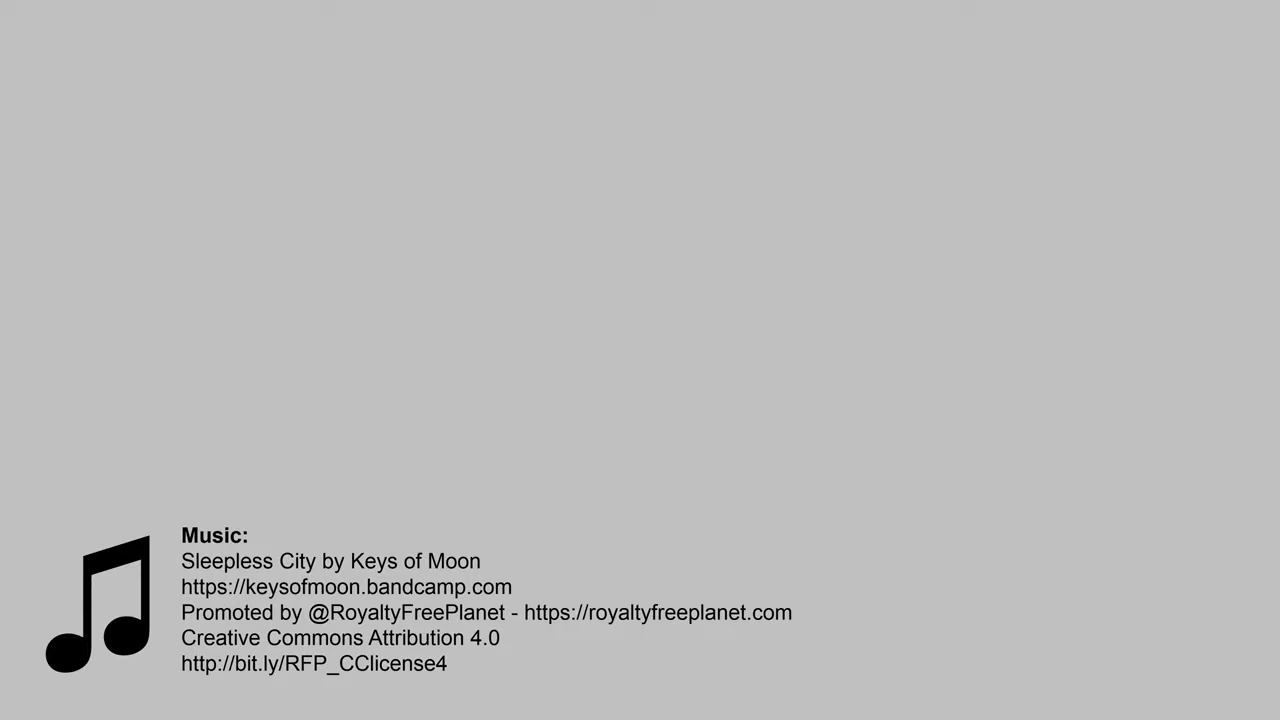 Music:
Sleepless City by Keys of Moon
https://keysofmoon.bandcamp.com
Promoted by @RoyaltyFreePlanet - https://royaltyfreeplanet.com
Creative Commons Attribution 4.0
http://bit.ly/RFP_CClicense4